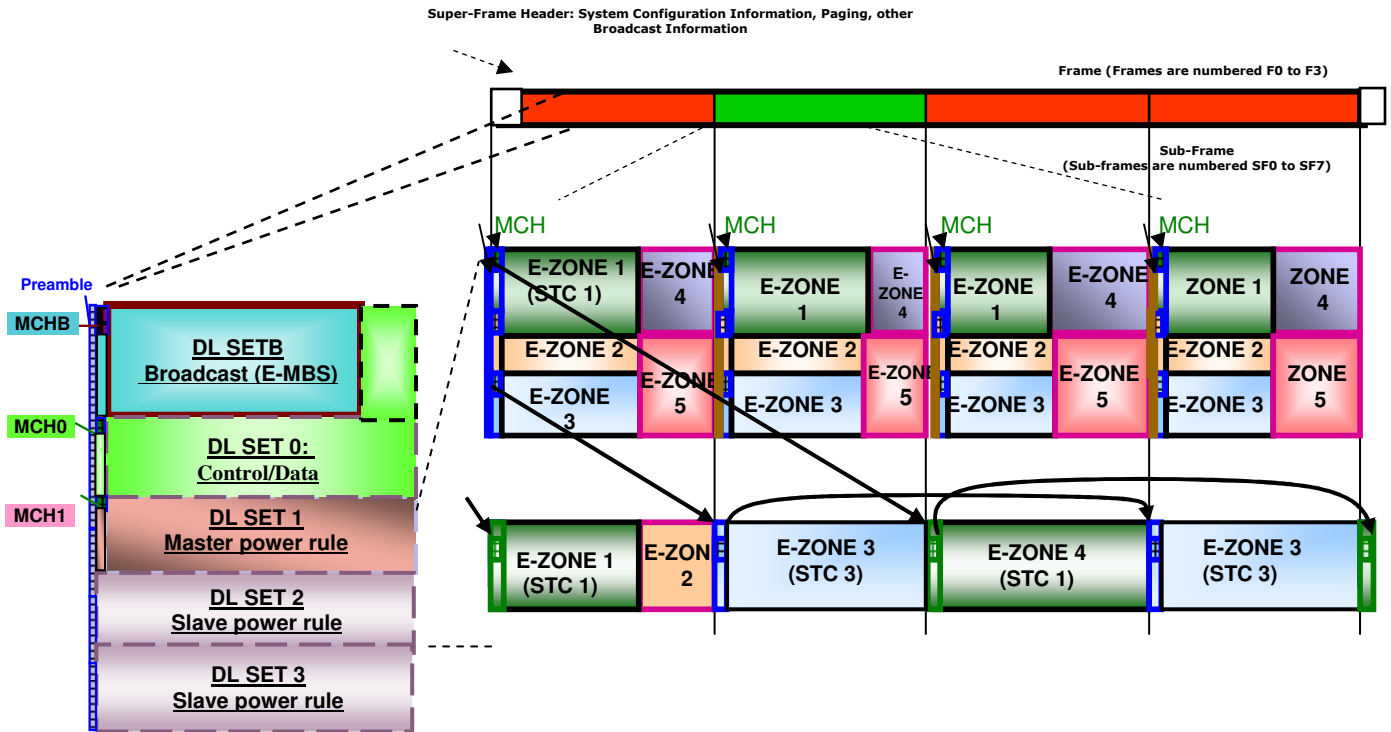 Super-Frame Header: System Configuration Information, Paging, other
Broadcast Information
Frame (Frames are numbered F0 to F3)
Sub-Frame
(Sub-frames are numbered SF0 to SF7)
MCH
MCH
MCH
MCH
E-ZONE 1
(STC 1)
E-ZONE
4
E-ZONE
1
E-
ZONE
4
E-ZONE
1
E-ZONE
4
ZONE 1
ZONE
4
E-ZONE 2
E-ZONE 2
E-ZONE 2
E-ZONE 2
E-ZONE
3
E-ZONE
5
E-ZONE 3
E-ZONE
5
E-ZONE 3
E-ZONE
5
E-ZONE 3
ZONE
5
E-ZONE 1
(STC 1)
E-ZON
2
E-ZONE 3
(STC 3)
E-ZONE 4
(STC 1)
E-ZONE 3
(STC 3)
Preamble
MCHB
DL SETB
Broadcast (E-MBS)
MCH0
DL SET 0:
Control/Data
MCH1
DL SET 1
Master power rule
DL SET 2
Slave power rule
DL SET 3
Slave power rule